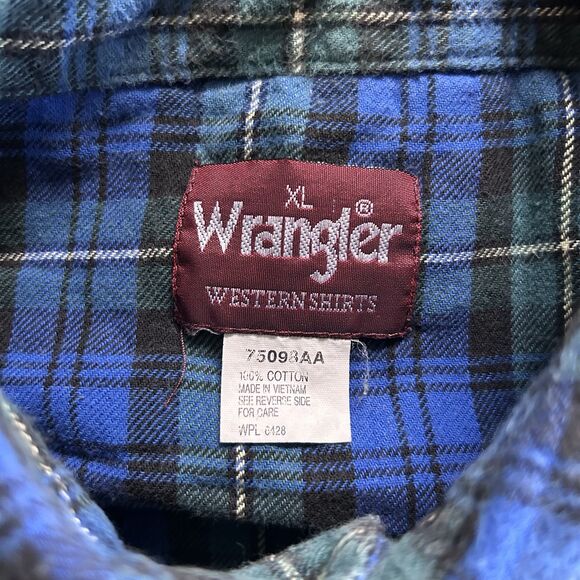 XL
Wrangler®
WESTERN SHIRTS
75098AA
100% COTTON
MADE IN VIETNAM
SEE REVERSE SIDE
FOR CARE
WPL 6428